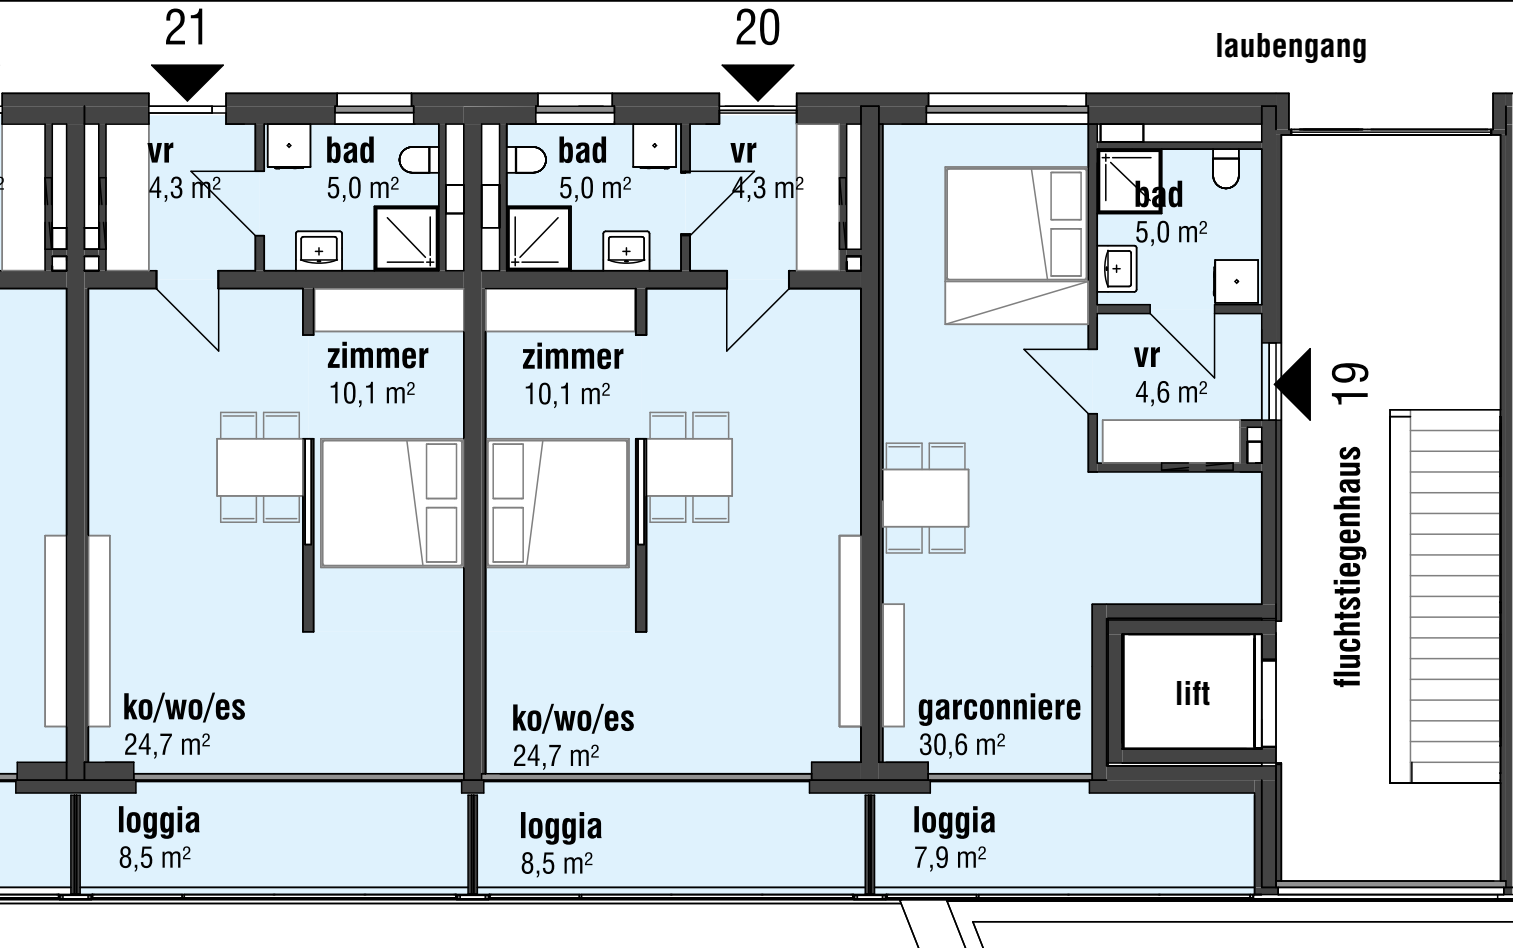 21
20
laubengang
vr
4,3 m²
bad
5,0 m²
bad
5,0 m²
vr
4,3 m²
bad
5,0 m²
zimmer
10,1 m²
zimmer
10,1 m²
vr
4,6 m²
19
fluchtstiegenhaus
lift
ko/wo/es
24,7 m²
ko/wo/es
24,7 m²
garconniere
30,6 m²
loggia
8,5 m²
loggia
8,5 m²
loggia
7,9 m²